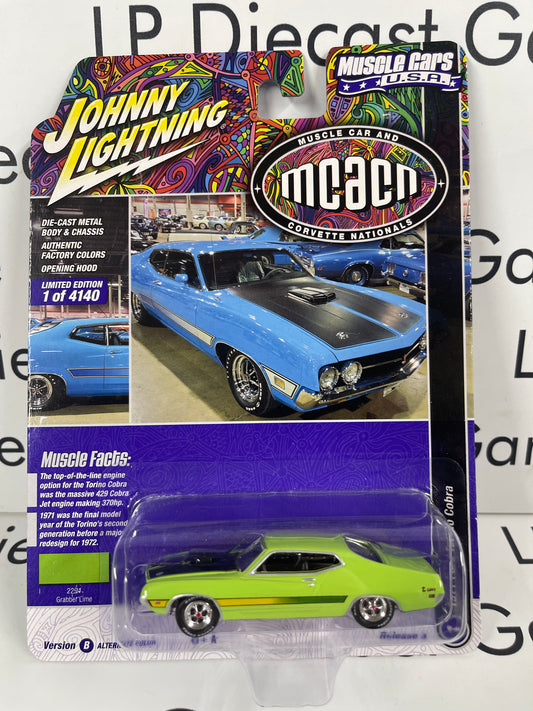 LP Diecast Ga
JOHNNY
LIGHTNING
MUSCLE CARS
U.S.A.
MUSCLE CAR AND
mcacn
CORVETTE NATIONALS
DIE-CAST METAL
BODY & CHASSIS
AUTHENTIC
FACTORY COLORS
OPENING HOOD
LIMITED EDITION
1 of 4140
Muscle Facts:
The top-of-the-line engine
option for the Torino Cobra
was the massive 429 Cobra
Jet engine making 370hp.
1971 was the final model
year of the Torino's second
generation before a major
redesign for 1972.
Grabber Lime
Version B
Cobra
Release 3